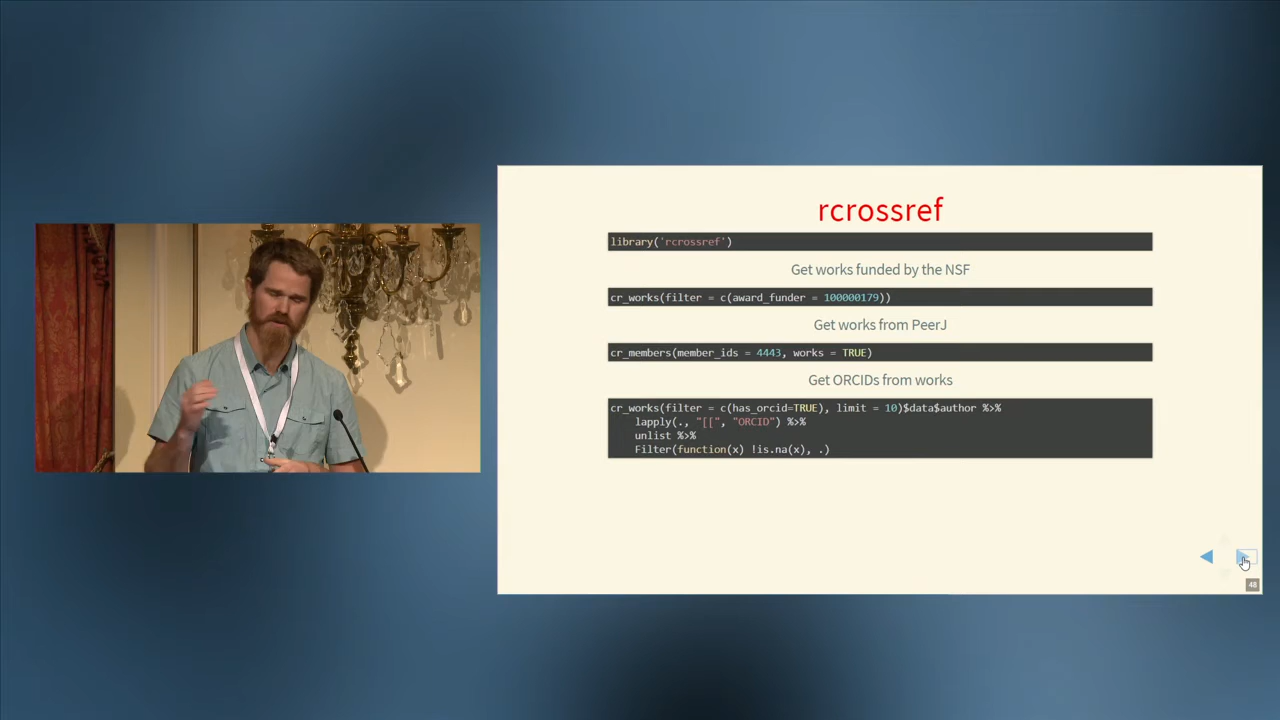 rcrossref
library('rcrossref')
Get works funded by the NSF
cr_works(filter = c(award_funder = 100000179))
Get works from PeerJ
cr_members(member_ids = 4443, works = TRUE)
Get ORCIDs from works
cr_works(filter = c(has_orcid=TRUE), limit = 10)$data$author %>%
lapply(., "[[", "ORCID") %>%
unlist %>%
Filter(function(x) !is.na(x), .)
48